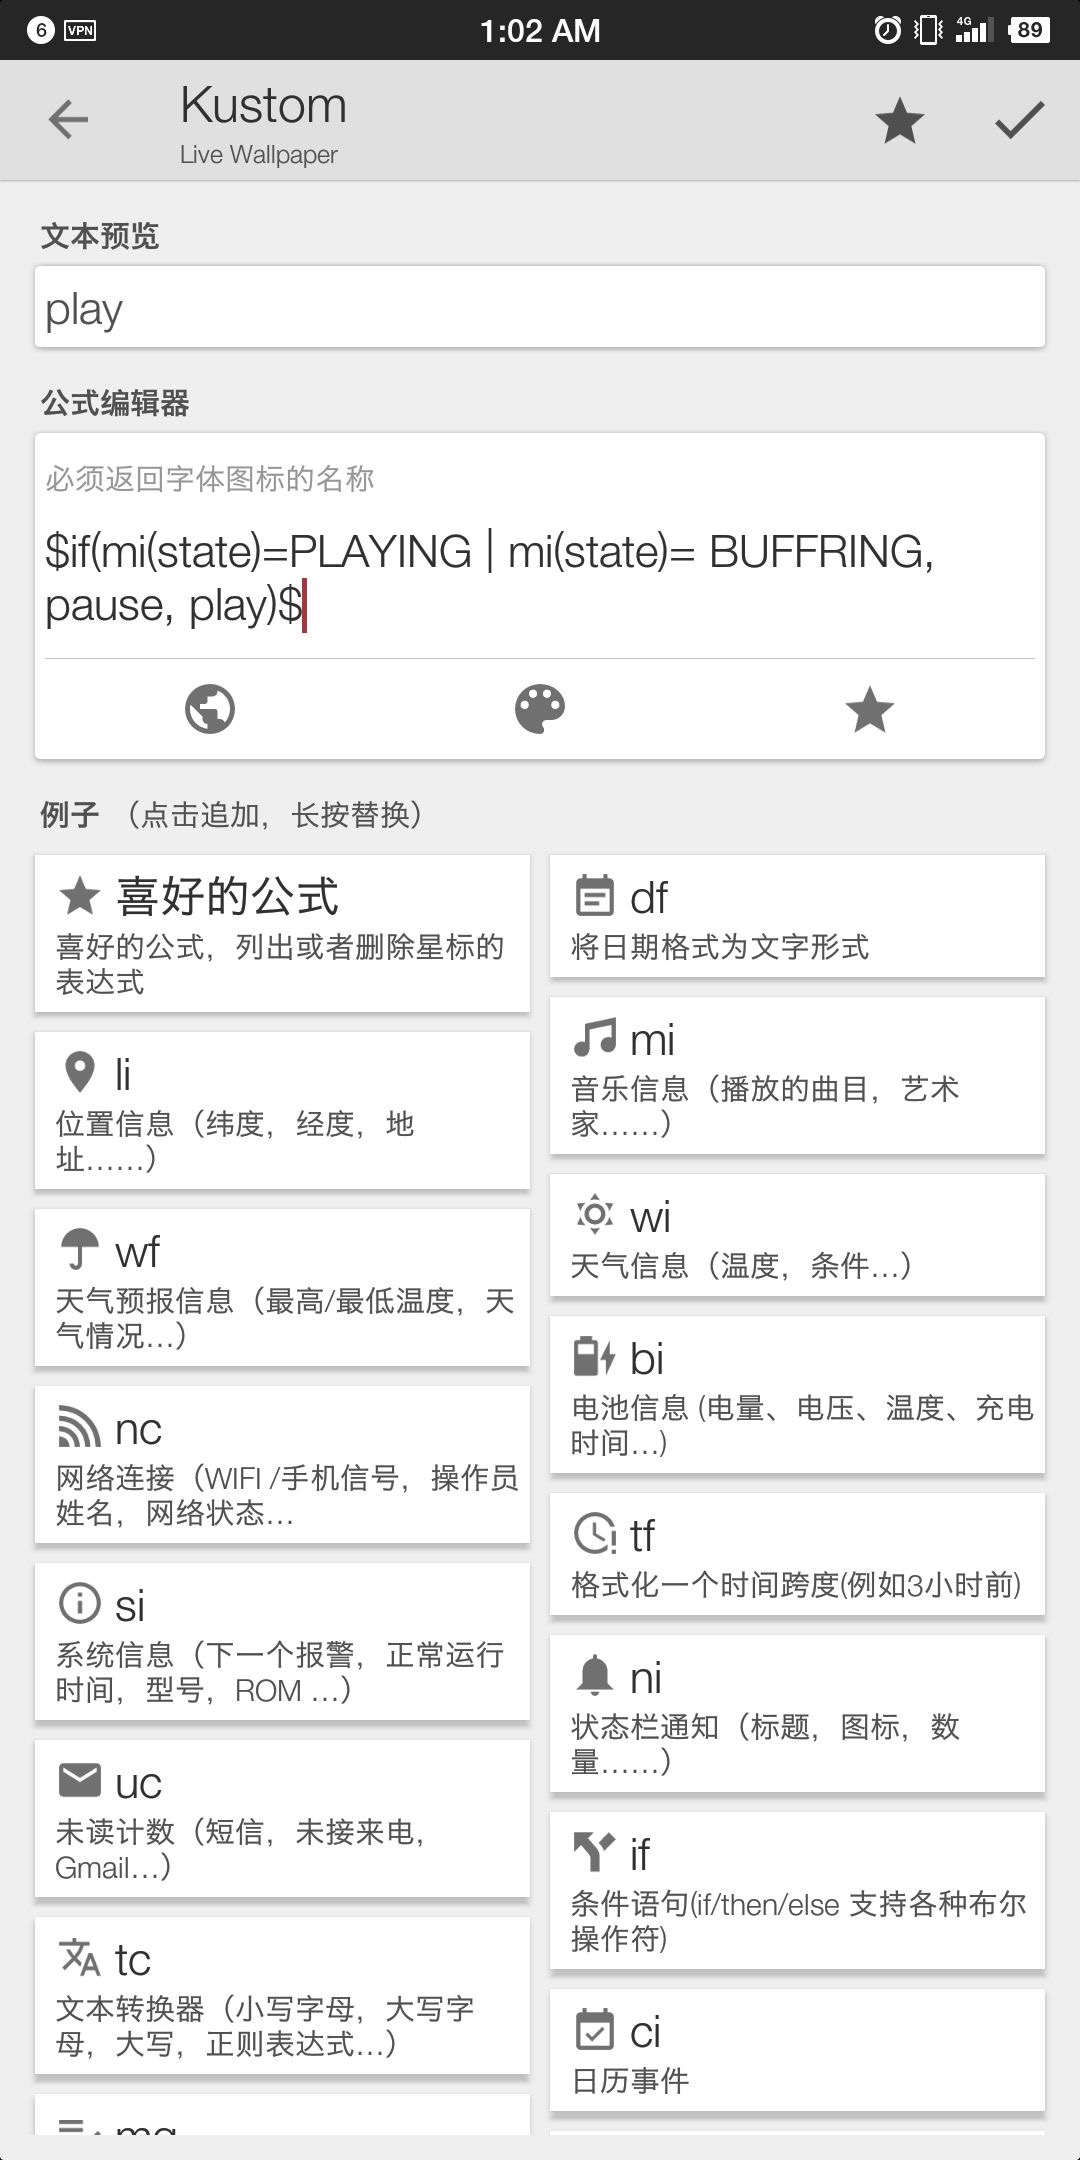 6 VPN 1:02 AM 4G 89
Kustom
Live Wallpaper
文本预览
play
公式编辑器
必须返回字体图标的名称
$if(mi(state)=PLAYING | mi(state)= BUFFRING,
pause, play)$
例子 （点击追加，长按替换）
喜好的公式
喜好的公式，列出或者删除星标的
表达式
df
将日期格式为文字形式
li
位置信息（纬度，经度，地
址……）
mi
音乐信息（播放的曲目，艺术
家……）
wf
天气预报信息（最高/最低温度，天
气情况…）
wi
天气信息（温度，条件…）
nc
网络连接（WIFI /手机信号，操作员
姓名，网络状态…
bi
电池信息 (电量、电压、温度、充电
时间…)
si
系统信息（下一个报警，正常运行
时间，型号，ROM …）
tf
格式化一个时间跨度(例如3小时前)
uc
未读计数（短信，未接来电，
Gmail…）
ni
状态栏通知（标题，图标，数
量……）
tc
文本转换器（小写字母，大写字
母，大写，正则表达式…）
if
条件语句(if/then/else 支持各种布尔
操作符)
ci
日历事件